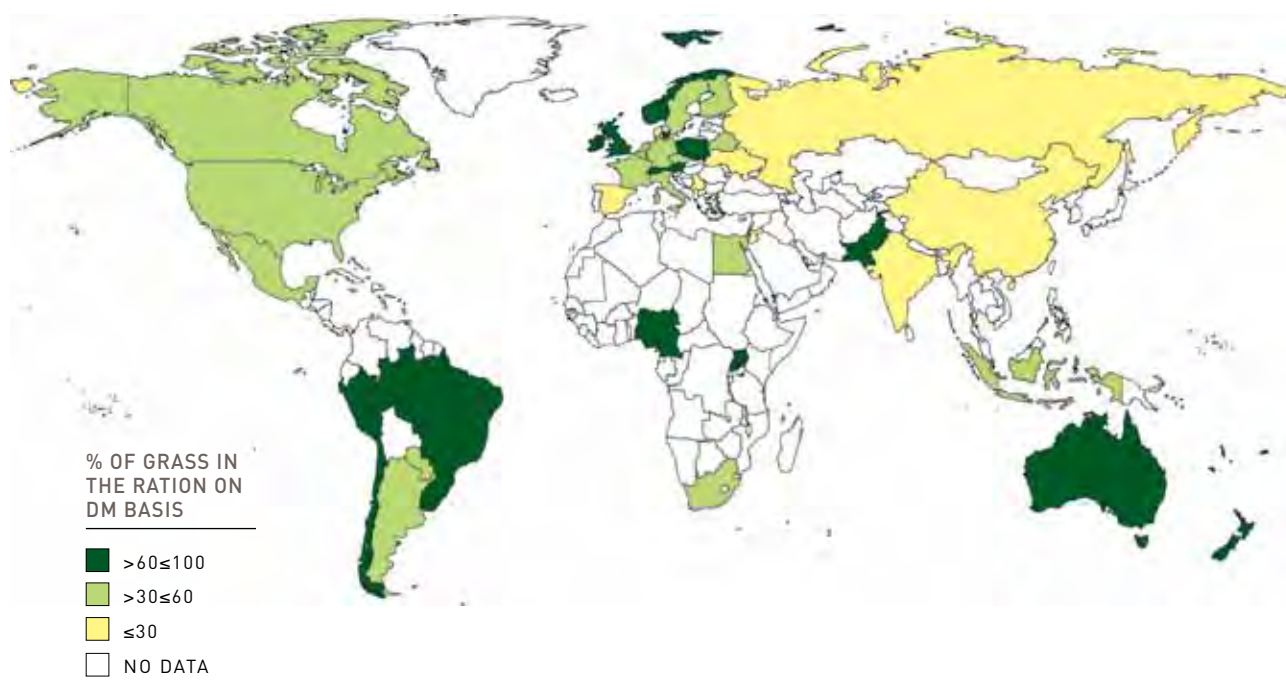 % OF GRASS IN
THE RATION ON
DM BASIS
>60≤100
>30≤60
≤30
NO DATA